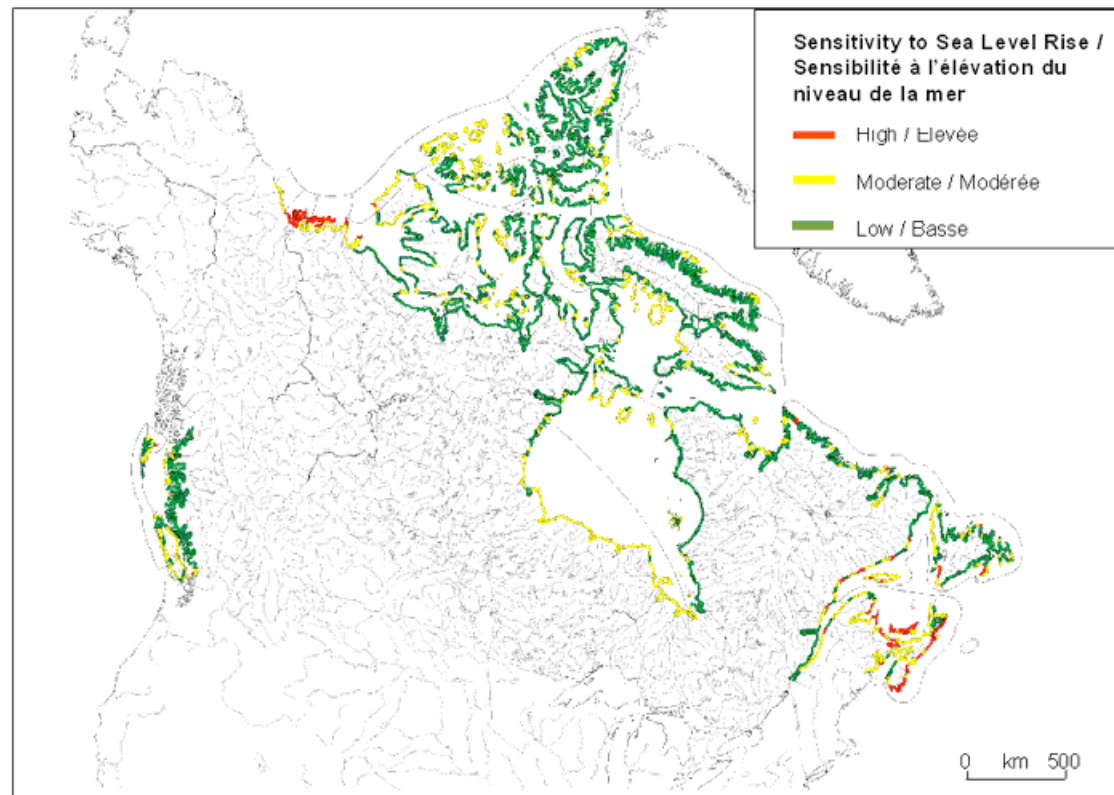 Sensitivity to Sea Level Rise /
Sensibilité à l'élévation du
niveau de la mer
High / Elevée
Moderate / Modérée
Low / Basse
0 km 500